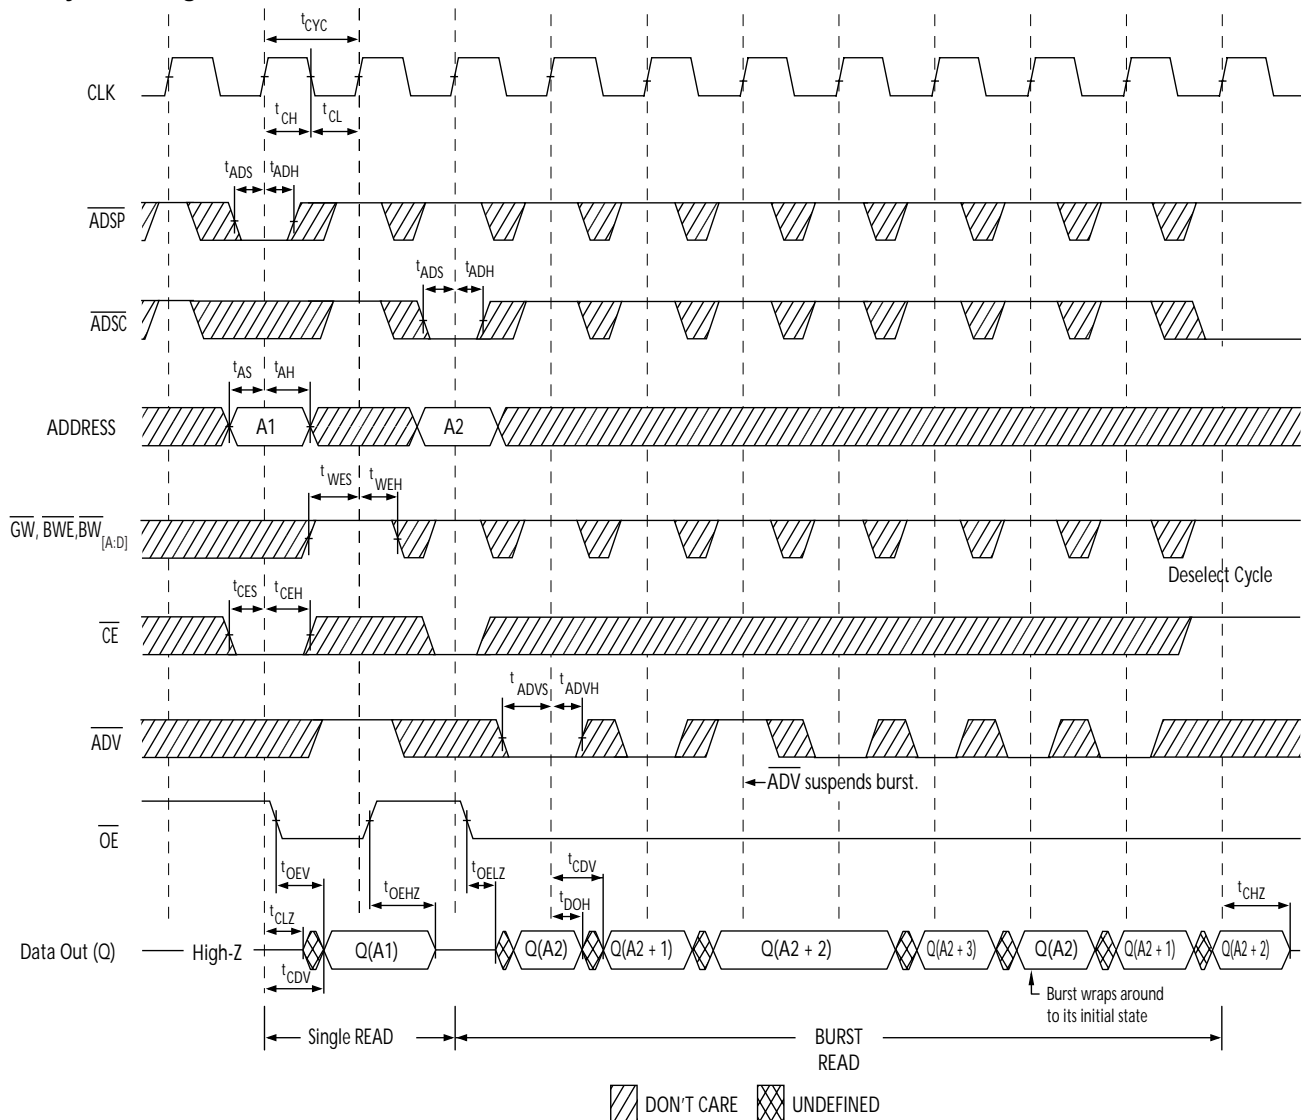 tCYC
CLK
tCH tCL
tADS tADH
ADSP
tADS tADH
ADSC
tAS tAH
ADDRESS A1 A2
tWES tWEH
GW, BWE,BW[A:D]
Deselect Cycle
tCES tCEH
CE
tADVS tADVH
ADV
ADV suspends burst.
OE
tOEV tOEHZ tOELZ tCDV
tCLZ tDOH tCHZ
Data Out (Q) High-Z Q(A1) Q(A2) Q(A2 + 1) Q(A2 + 2) Q(A2 + 3) Q(A2) Q(A2 + 1) Q(A2 + 2)
tCDV
Burst wraps around
to its initial state
Single READ BURST
READ
DON'T CARE UNDEFINED